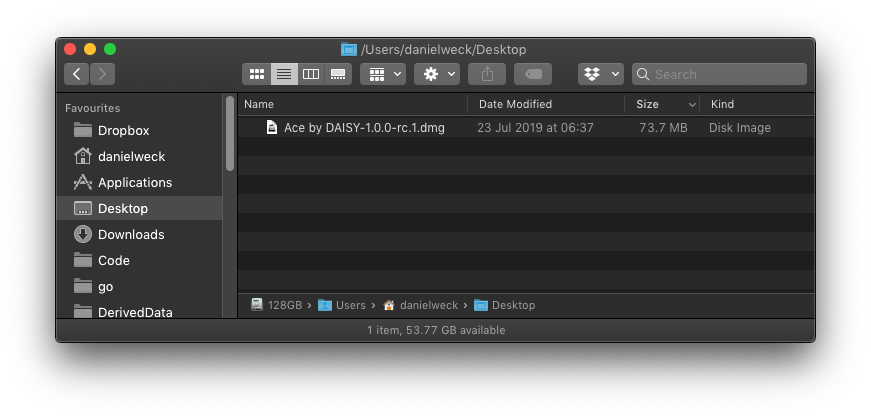 /Users/danielweck/Desktop
Search
Favourites
Dropbox
danielweck
Applications
Desktop
Downloads
Code
go
DerivedData
Name Date Modified Size Kind
Ace by DAISY-1.0.0-rc.1.dmg 23 Jul 2019 at 06:37 73.7 MB Disk Image
128GB › Users › danielweck › Desktop
1 item, 53.77 GB available